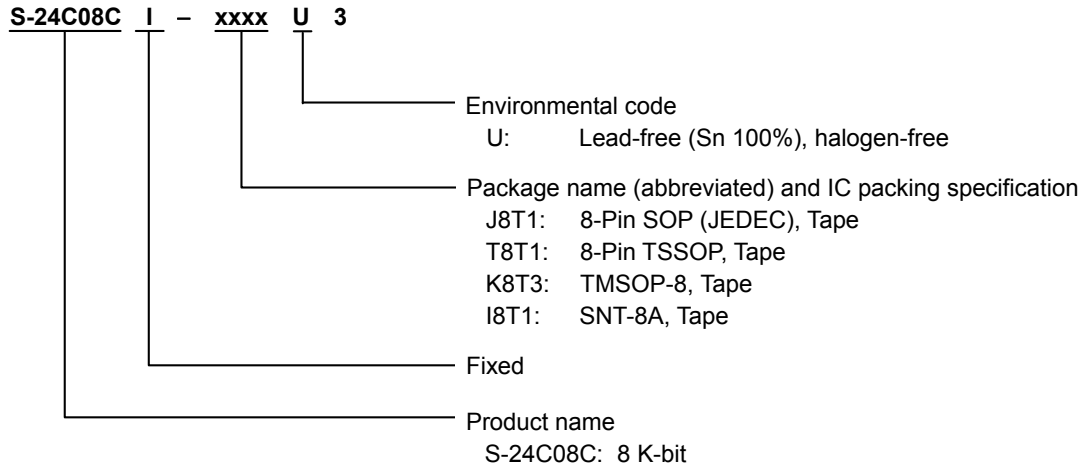 S-24C08C I – xxxx U 3
Environmental code
U: Lead-free (Sn 100%), halogen-free
Package name (abbreviated) and IC packing specification
J8T1: 8-Pin SOP (JEDEC), Tape
T8T1: 8-Pin TSSOP, Tape
K8T3: TMSOP-8, Tape
I8T1: SNT-8A, Tape
Fixed
Product name
S-24C08C: 8 K-bit